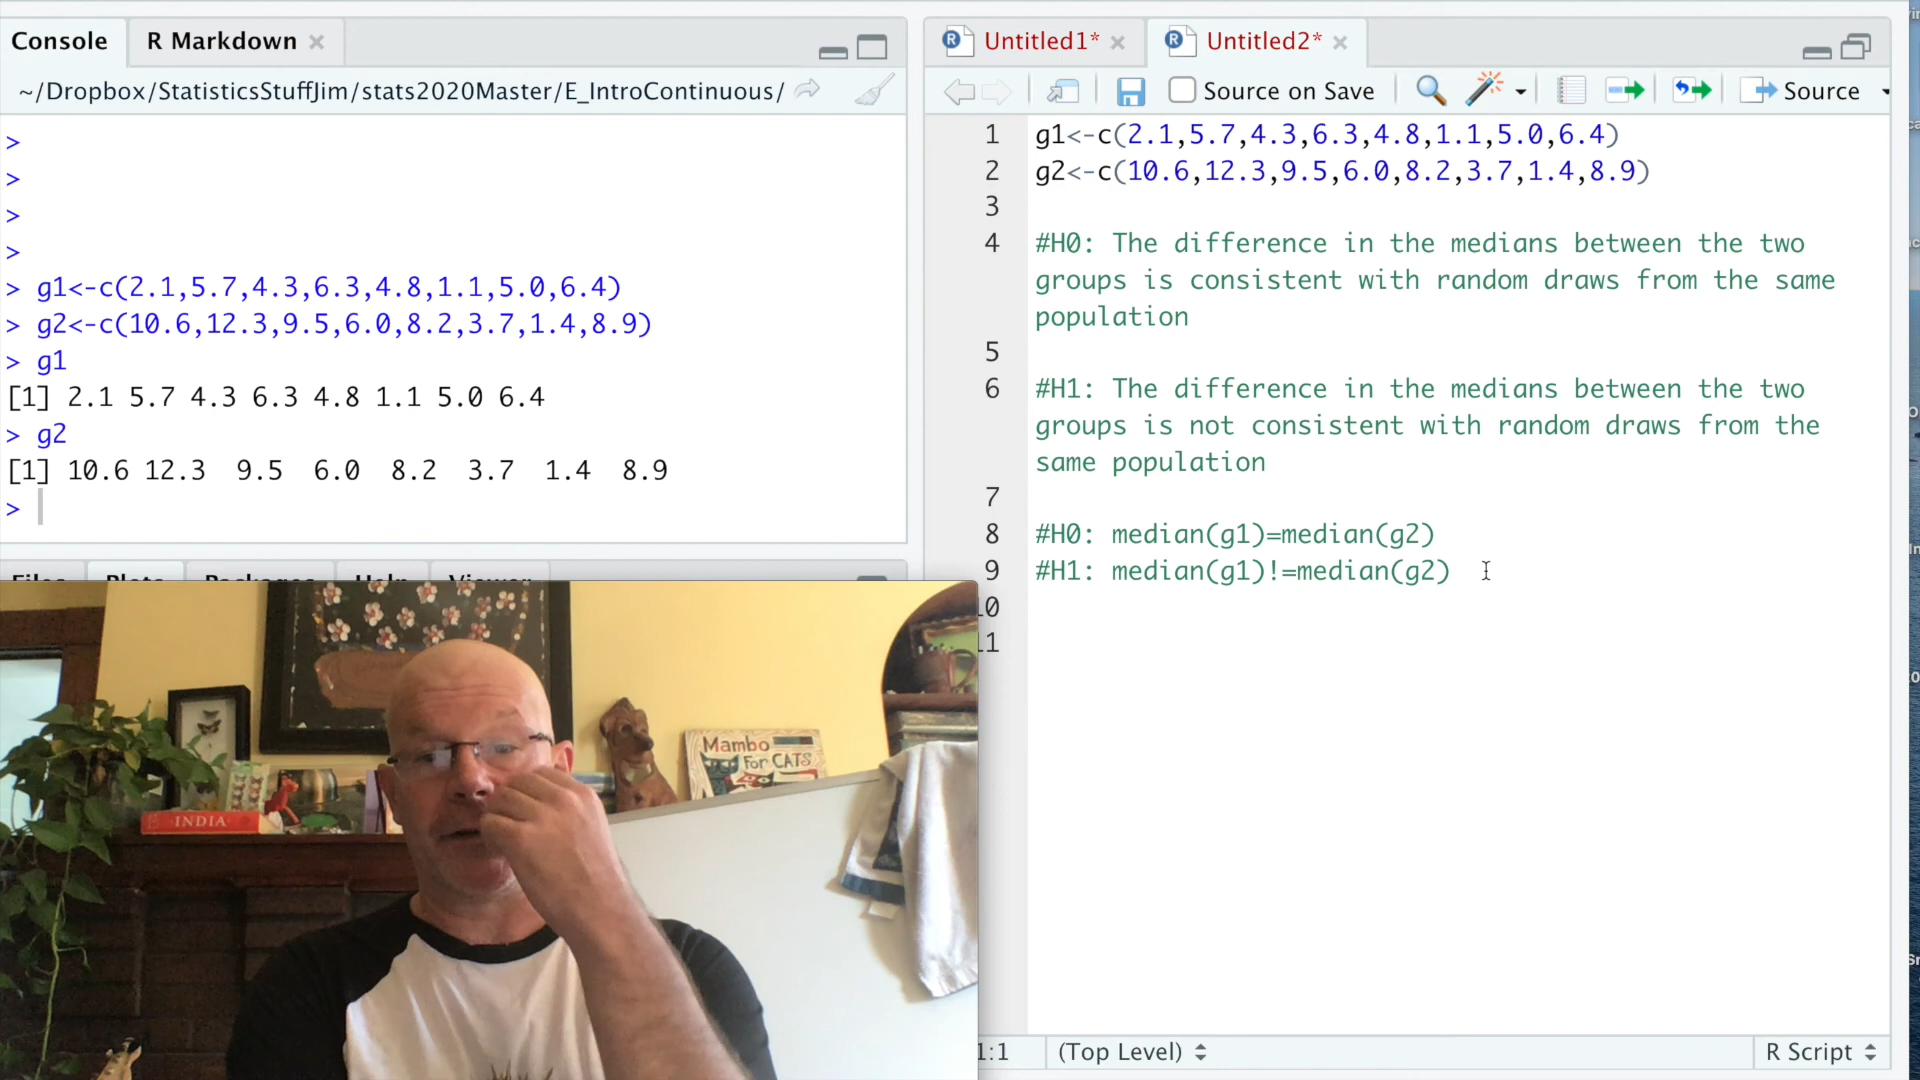 Console
R Markdown
~/Dropbox/StatisticsStuffJim/stats2020Master/E_IntroContinuous/
>
>
>
>
> g1<-c(2.1,5.7,4.3,6.3,4.8,1.1,5.0,6.4)
> g2<-c(10.6,12.3,9.5,6.0,8.2,3.7,1.4,8.9)
> g1
[1] 2.1 5.7 4.3 6.3 4.8 1.1 5.0 6.4
> g2
[1] 10.6 12.3  9.5  6.0  8.2  3.7  1.4  8.9
>
Files Plots Packages Help Viewer
Mambo
For CATS
INDIA
Untitled1*
Untitled2*
Source on Save
Source
1 g1<-c(2.1,5.7,4.3,6.3,4.8,1.1,5.0,6.4)
2 g2<-c(10.6,12.3,9.5,6.0,8.2,3.7,1.4,8.9)
3
4 #H0: The difference in the medians between the two
groups is consistent with random draws from the same
population
5
6 #H1: The difference in the medians between the two
groups is not consistent with random draws from the
same population
7
8 #H0: median(g1)=median(g2)
9 #H1: median(g1)!=median(g2)
10
11
1:1 (Top Level) R Script